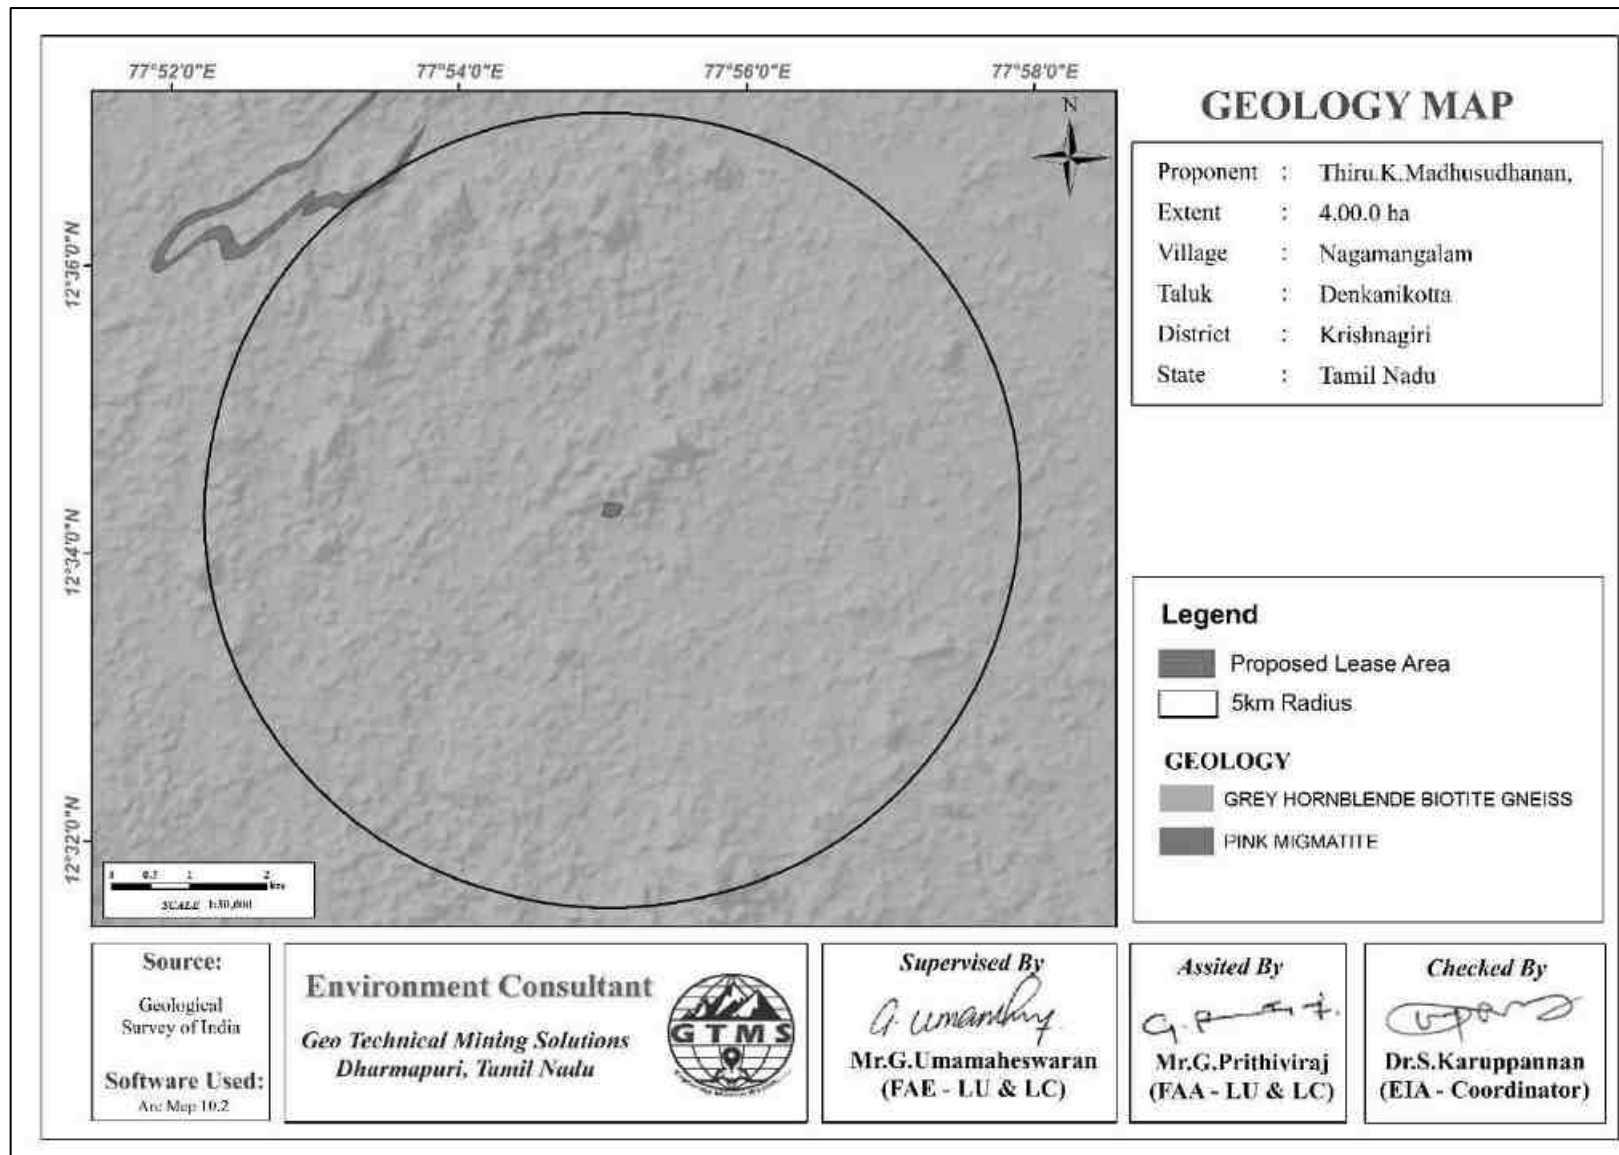 77°52'0"E 77°54'0"E 77°56'0"E 77°58'0"E
N
12°36'0"N
12°34'0"N
12°32'0"N
1 2
kms
SCALE
GEOLOGY MAP
Proponent : Thiru.K.Madhusudhanan,
Extent : 4.00.0 ha
Village : Nagamangalam
Taluk : Denkanikotta
District : Krishnagiri
State : Tamil Nadu
Legend
Proposed Lease Area
5km Radius
GEOLOGY
GREY HORNBLENDE BIOTITE GNEISS
PINK MIGMATITE
Source:
Geological
Survey of India
Software Used:
Arc Map 10.2
Environment Consultant
Geo Technical Mining Solutions
Dharmapuri, Tamil Nadu
GTMS
Supervised By
Mr.G.Umamaheswaran
(FAE - LU & LC)
Assited By
Mr.G.Prithiviraj
(FAA - LU & LC)
Checked By
Dr.S.Karuppannan
(EIA - Coordinator)